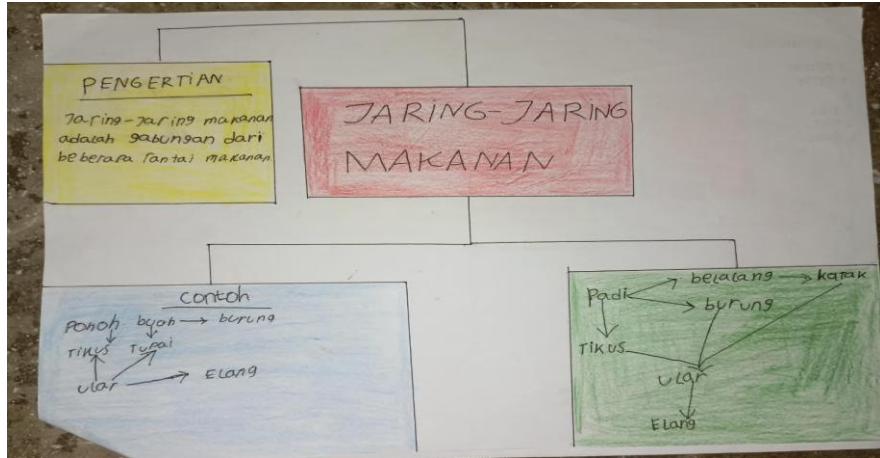 PENGERTIAN
Jaring-Jaring makanan
adalah gabungan dari
beberapa rantai makanan
JARING-JARING
MAKANAN
Contoh
Pohoh buah burung
TIKUS Tupai
ular Elang
Padi belalang katak
burung
TIKUS
Ular
Elang